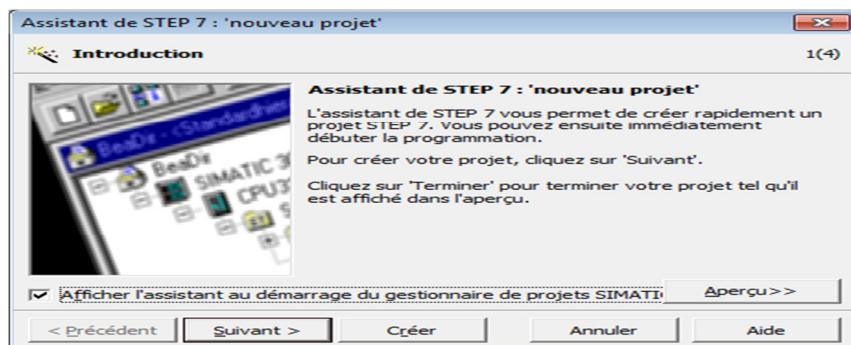 Assistant de STEP 7 : 'nouveau projet'
Introduction
1(4)
BeaDir - <Standardhier
BeaDir
SIMATIC 3
CPU3
S
Assistant de STEP 7 : 'nouveau projet'
L'assistant de STEP 7 vous permet de créer rapidement un
projet STEP 7. Vous pouvez ensuite immédiatement
débuter la programmation.
Pour créer votre projet, cliquez sur 'Suivant'.
Cliquez sur 'Terminer' pour terminer votre projet tel qu'il
est affiché dans l'aperçu.
Afficher l'assistant au démarrage du gestionnaire de projets SIMATI
Aperçu>>
< Précédent
Suivant >
Créer
Annuler
Aide